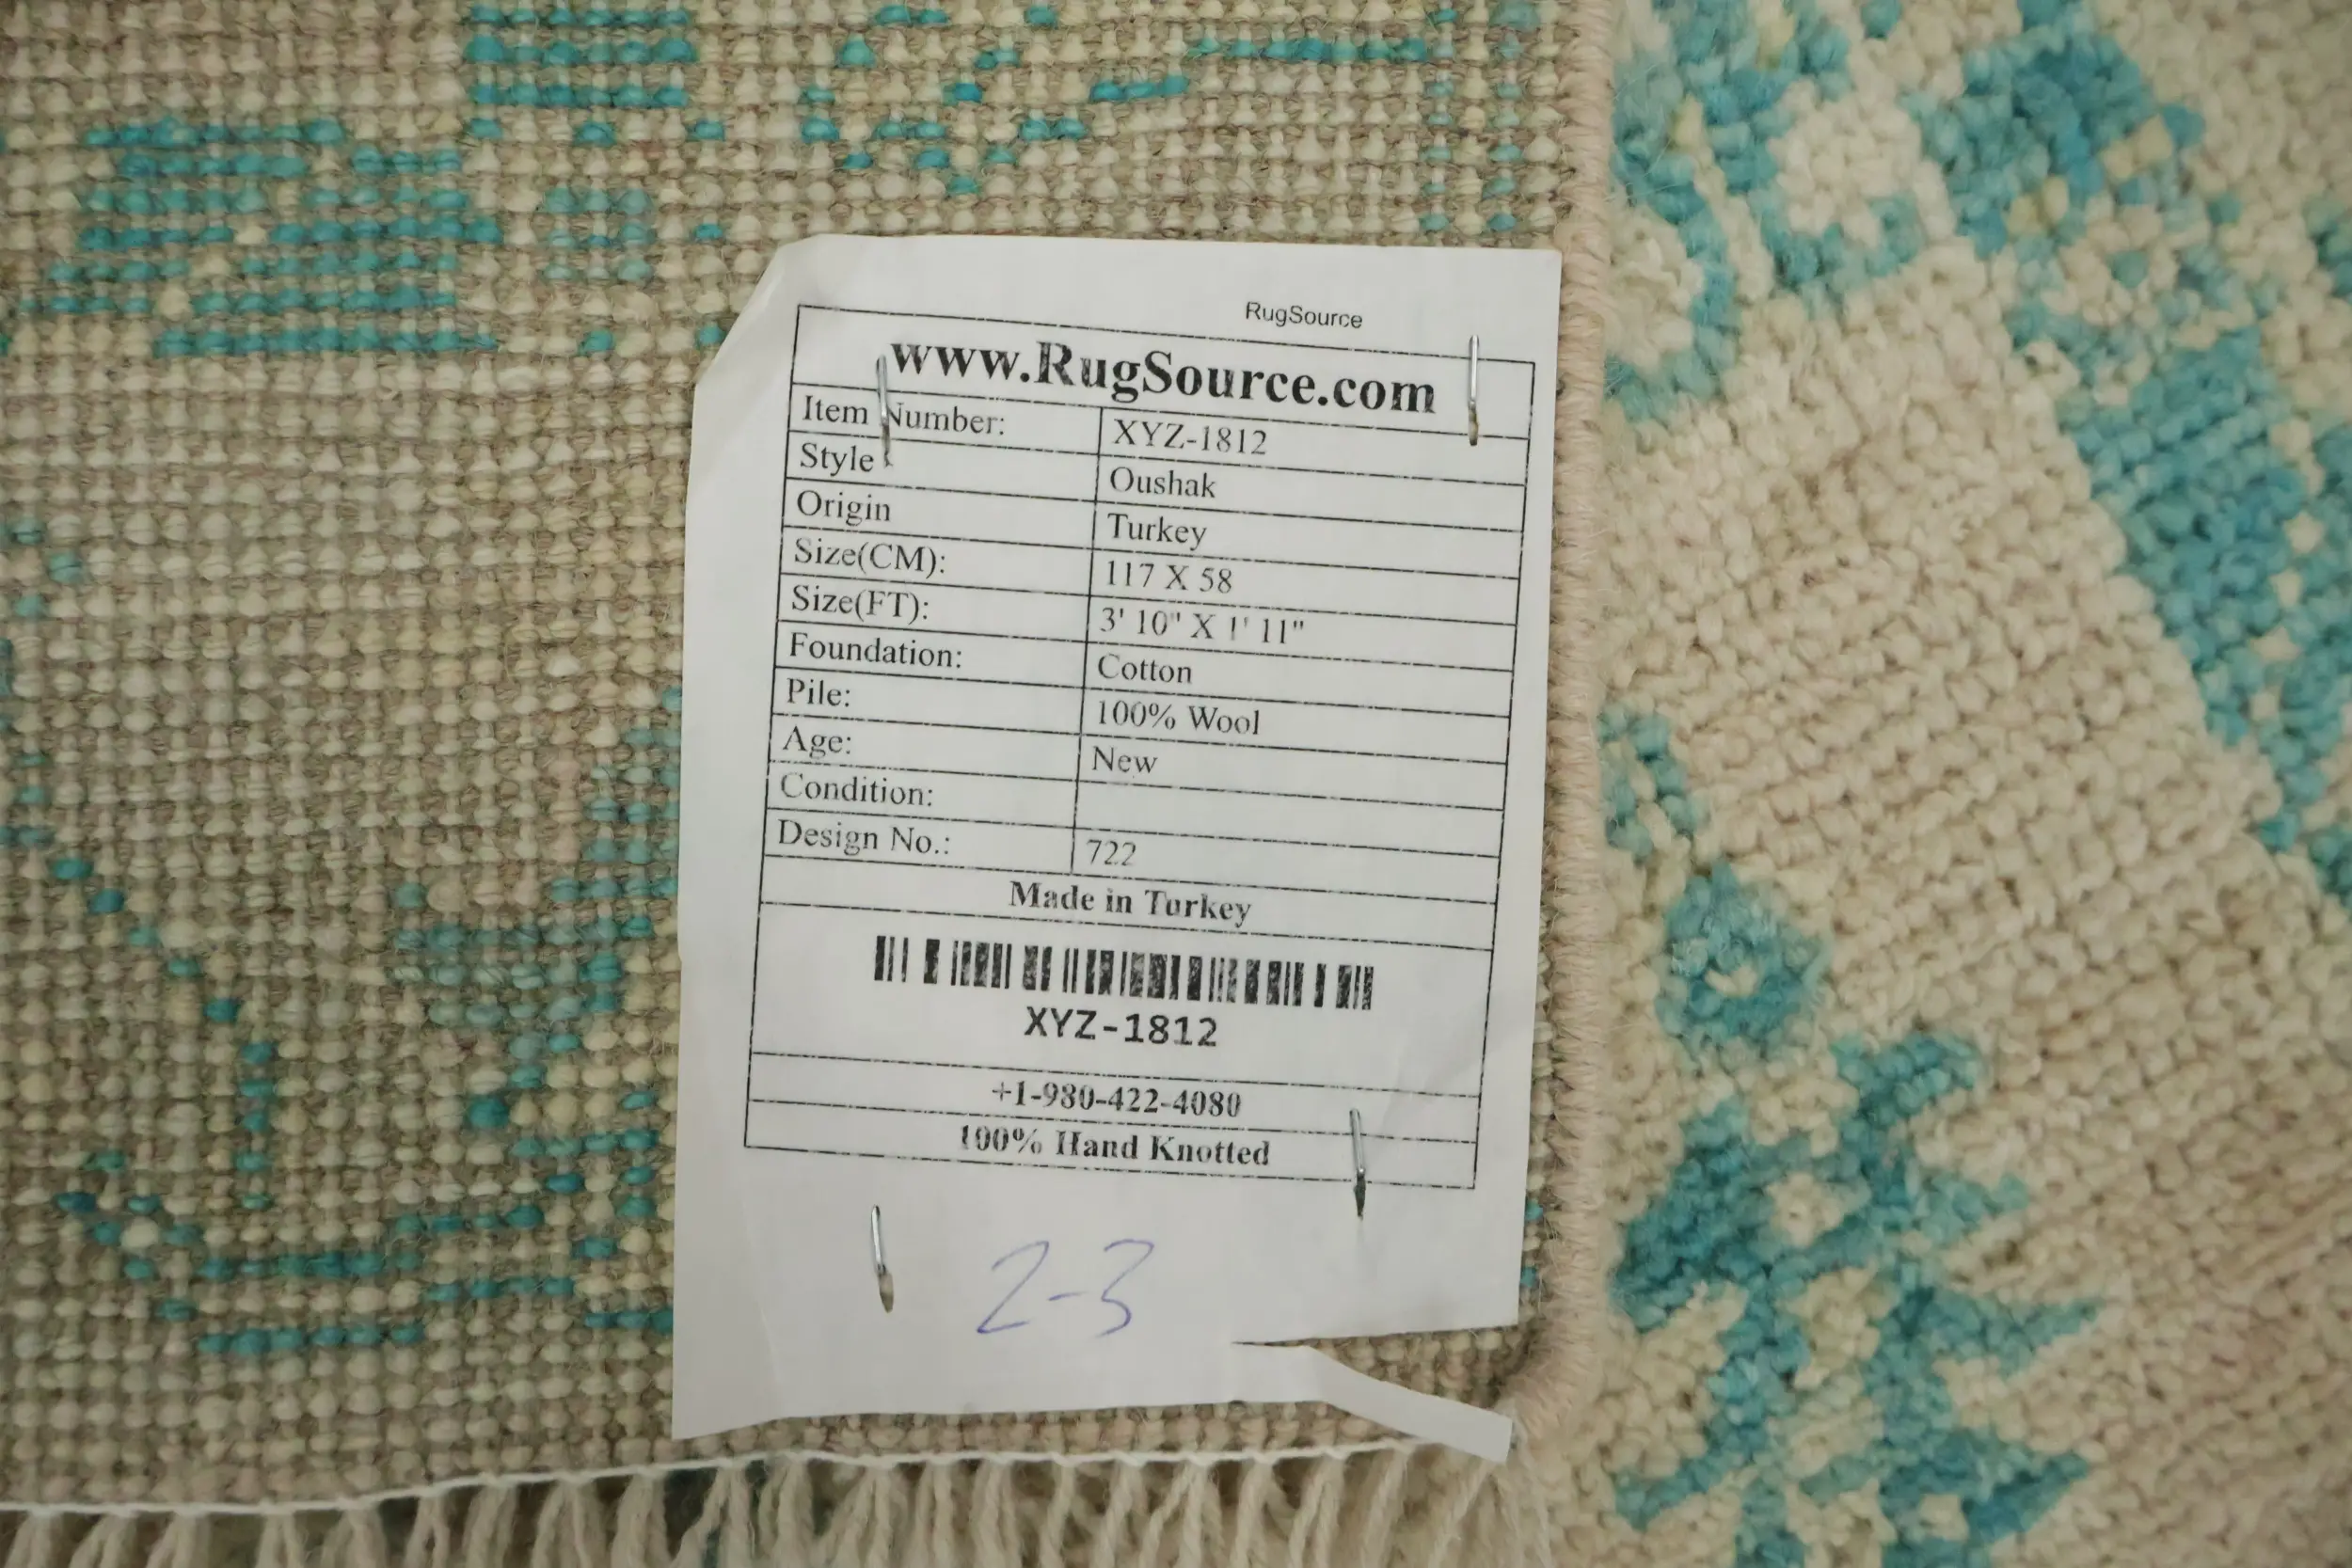 RugSource
www.RugSource.com
Item Number: XYZ-1812
Style Oushak
Origin Turkey
Size(CM): 117 X 58
Size(FT): 3' 10" X 1' 11"
Foundation: Cotton
Pile: 100% Wool
Age: New
Condition:
Design No.: 722
Made in Turkey
XYZ-1812
+1-980-422-4080
100% Hand Knotted
2-3